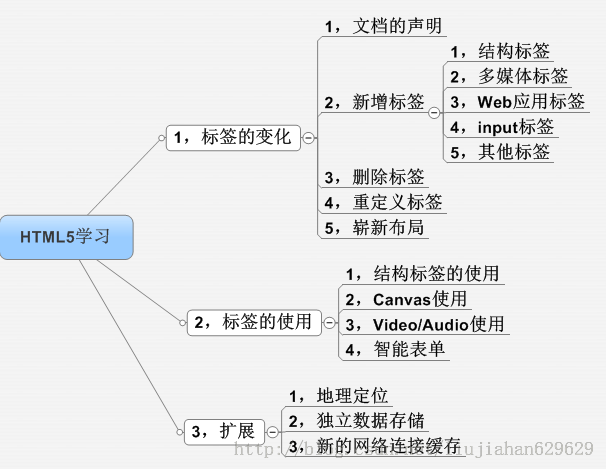 HTML5学习
1，标签的变化
1，文档的声明
2，新增标签
1，结构标签
2，多媒体标签
3，Web应用标签
4，input标签
5，其他标签
3，删除标签
4，重定义标签
5，崭新布局
2，标签的使用
1，结构标签的使用
2，Canvas使用
3，Video/Audio使用
4，智能表单
3，扩展
1，地理定位
2，独立数据存储
3，新的网络连接缓存